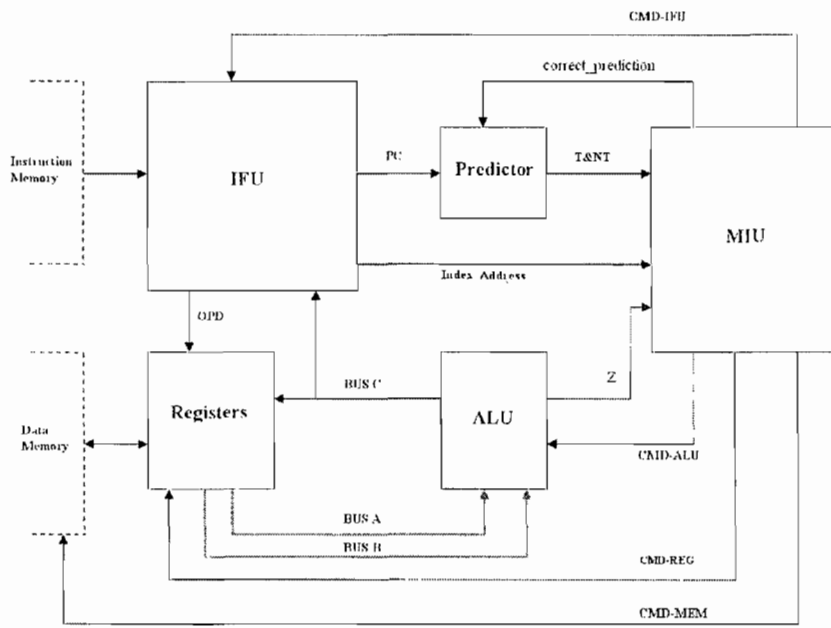 CMD-IFU
correct_prediction
Instruction
Memory
IFU
PC
Predictor
T&NT
MIU
Index Address
OPD
Z
Registers
BUS C
ALU
Data
Memory
CMD-ALU
BUS A
BUS B
CMD-REG
CMD-MEM